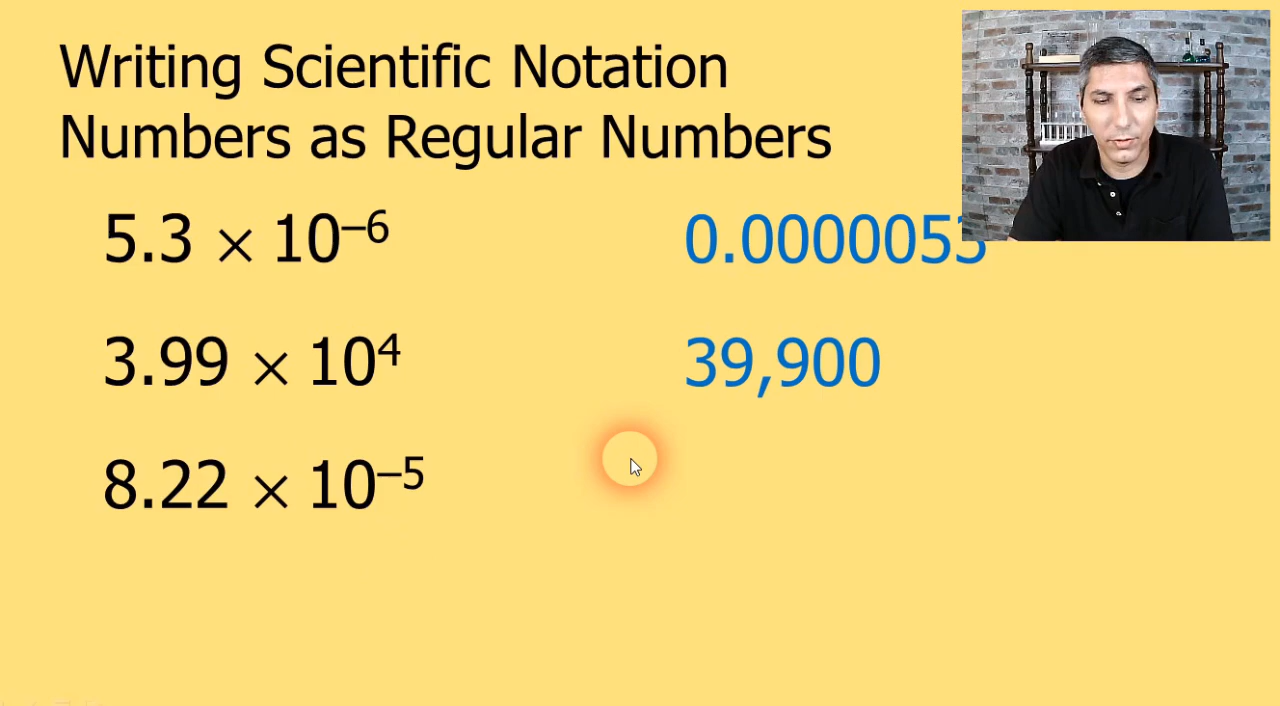 Writing Scientific Notation
Numbers as Regular Numbers
5.3 × 10⁻⁶ 0.0000053
3.99 × 10⁴ 39,900
8.22 × 10⁻⁵